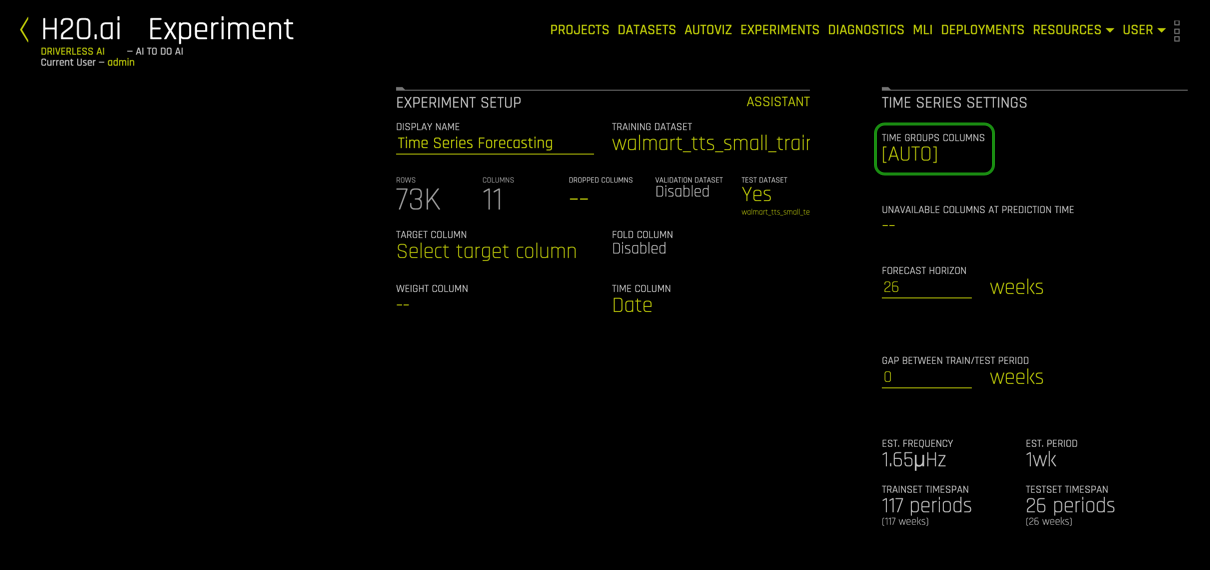 H2O.ai Experiment
DRIVERLESS AI — AI TO DO AI
Current User — admin
PROJECTS DATASETS AUTOVIZ EXPERIMENTS DIAGNOSTICS MLI DEPLOYMENTS RESOURCES USER
EXPERIMENT SETUP ASSISTANT
DISPLAY NAME TRAINING DATASET
Time Series Forecasting walmart_tts_small_train
ROWS COLUMNS DROPPED COLUMNS VALIDATION DATASET TEST DATASET
73K 11 -- Disabled Yes
walmart_tts_small_te
TARGET COLUMN FOLD COLUMN
Select target column Disabled
WEIGHT COLUMN TIME COLUMN
-- Date
TIME SERIES SETTINGS
TIME GROUPS COLUMNS
[AUTO]
UNAVAILABLE COLUMNS AT PREDICTION TIME
--
FORECAST HORIZON
26 weeks
GAP BETWEEN TRAIN/TEST PERIOD
0 weeks
EST. FREQUENCY EST. PERIOD
1.65µHz 1wk
TRAINSET TIMESPAN TESTSET TIMESPAN
117 periods 26 periods
(117 weeks) (26 weeks)